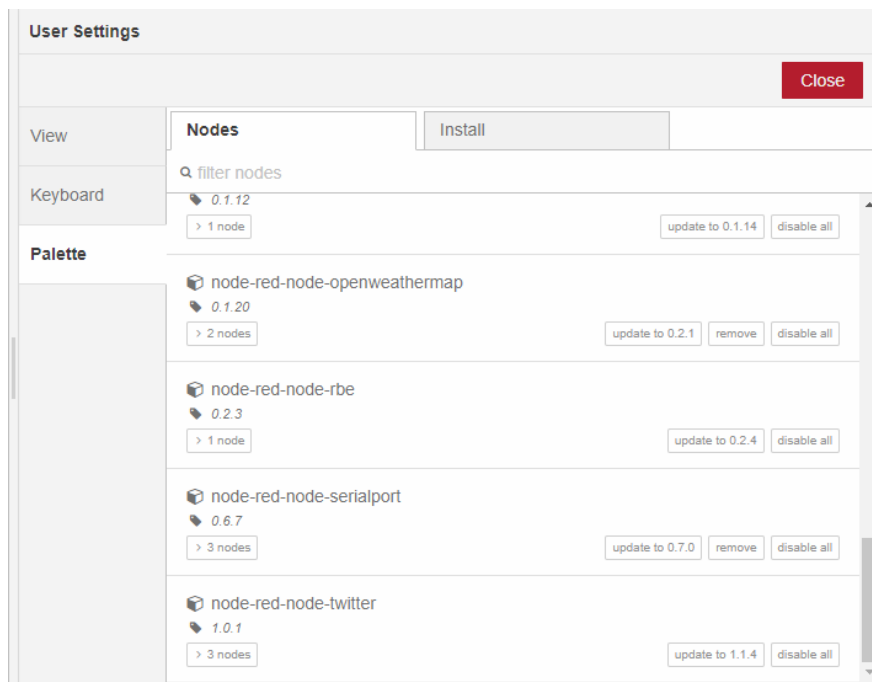 User Settings
Close
View
Keyboard
Palette
Nodes
Install
filter nodes
0.1.12
> 1 node
update to 0.1.14
disable all
node-red-node-openweathermap
0.1.20
> 2 nodes
update to 0.2.1
remove
disable all
node-red-node-rbe
0.2.3
> 1 node
update to 0.2.4
disable all
node-red-node-serialport
0.6.7
> 3 nodes
update to 0.7.0
remove
disable all
node-red-node-twitter
1.0.1
> 3 nodes
update to 1.1.4
disable all